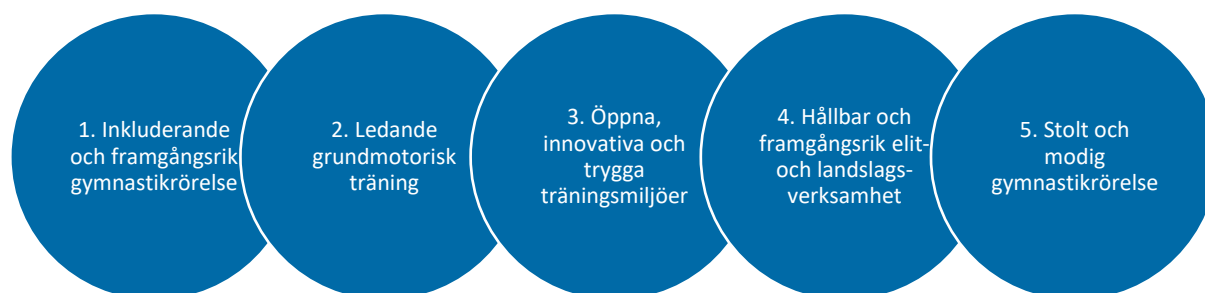 1. Inkluderande
och framgångsrik
gymnastikrörelse
2. Ledande
grundmotorisk
träning
3. Öppna,
innovativa och
trygga
träningsmiljöer
4. Hållbar och
framgångsrik elit-
och landslags-
verksamhet
5. Stolt och
modig
gymnastikrörelse